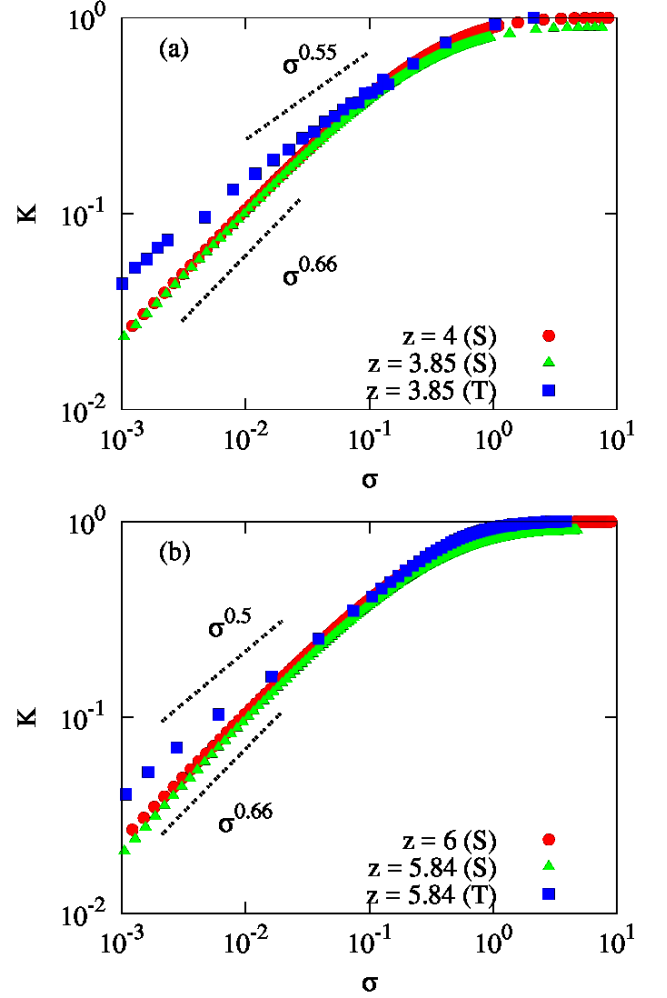 10^0
(a)
σ^0.55
K
10^-1
σ^0.66
z = 4 (S)
z = 3.85 (S)
z = 3.85 (T)
10^-2
10^-3 10^-2 10^-1 10^0 10^1
σ
10^0
(b)
σ^0.5
K
10^-1
σ^0.66
z = 6 (S)
z = 5.84 (S)
z = 5.84 (T)
10^-2
10^-3 10^-2 10^-1 10^0 10^1
σ